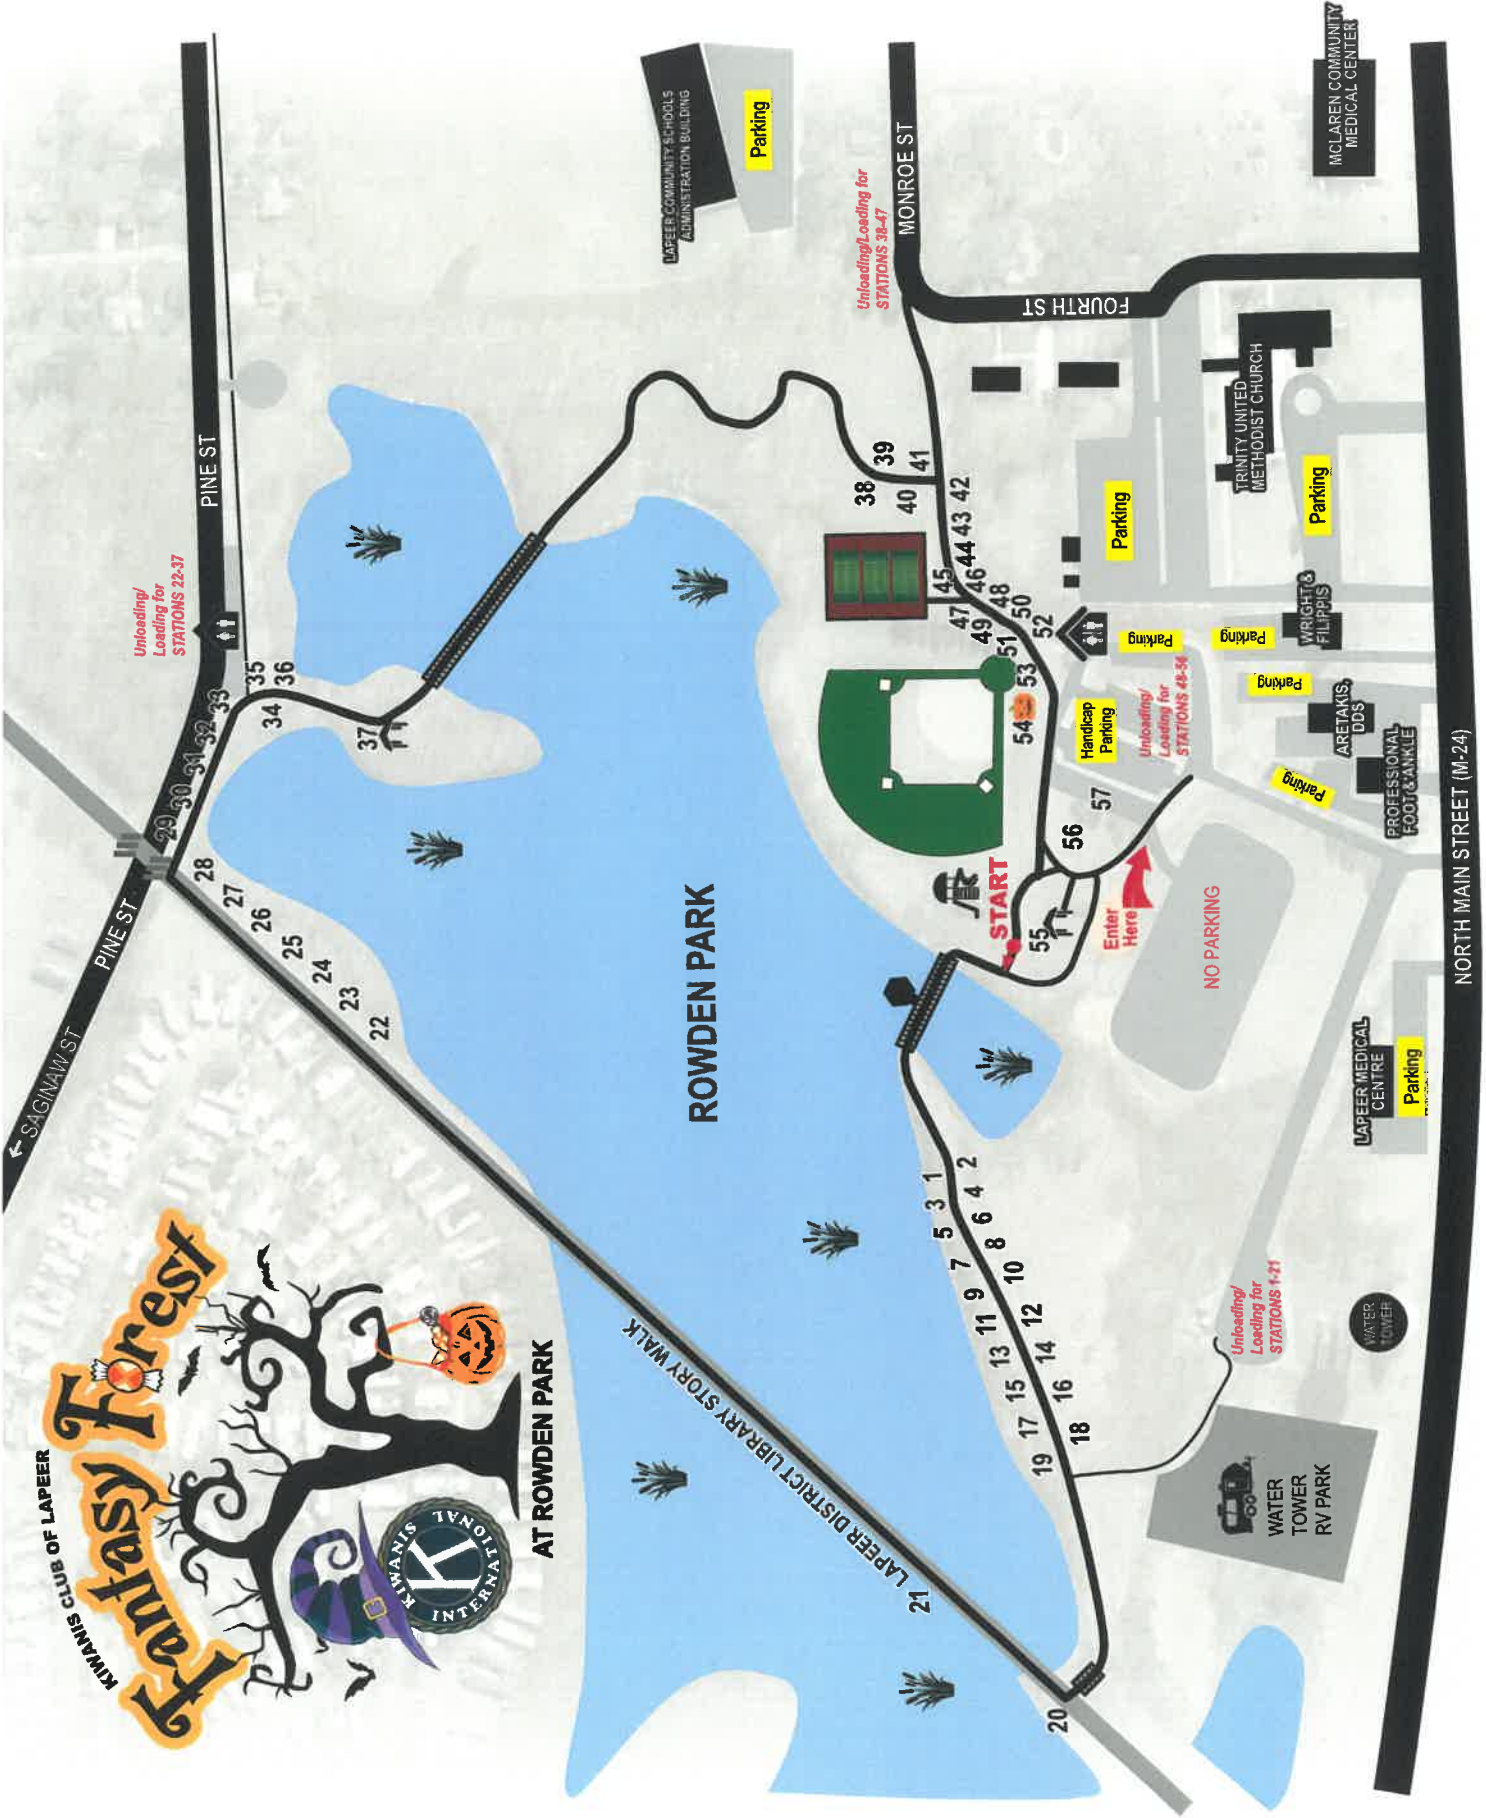 KIWANIS CLUB OF LAPEER
Fantasy Forest
KIWANIS
INTERNATIONAL
K
AT ROWDEN PARK
← SAGINAW ST
PINE ST
PINE ST
Unloading/
Loading for
STATIONS 22-37
LAPEER COMMUNITY SCHOOLS
ADMINISTRATION BUILDING
Parking
29
30
31
32
33
35
36
34
37
28
27
26
25
24
23
22
LAPEER DISTRICT LIBRARY STORY WALK
21
20
ROWDEN PARK
Unloading/Loading for
STATIONS 38-47
MONROE ST
FOURTH ST
38
39
40
41
42
43
44
45
46
47
48
49
50
51
52
53
54
START
55
56
57
Enter
Here
Handicap
Parking
Unloading/
Loading for
STATIONS 48-56
NO PARKING
1
2
3
4
5
6
7
8
9
10
11
12
13
14
15
16
17
18
19
Unloading/
Loading for
STATIONS 1-21
WATER
TOWER
RV PARK
WATER
TOWER
LAPEER MEDICAL
CENTRE
Parking
PROFESSIONAL
FOOT & ANKLE
ARETAKIS,
DDS
WRIGHT &
FILIPPIS
Parking
Parking
Parking
Parking
Parking
Parking
TRINITY UNITED
METHODIST CHURCH
MCLAREN COMMUNITY
MEDICAL CENTER
NORTH MAIN STREET (M-24)